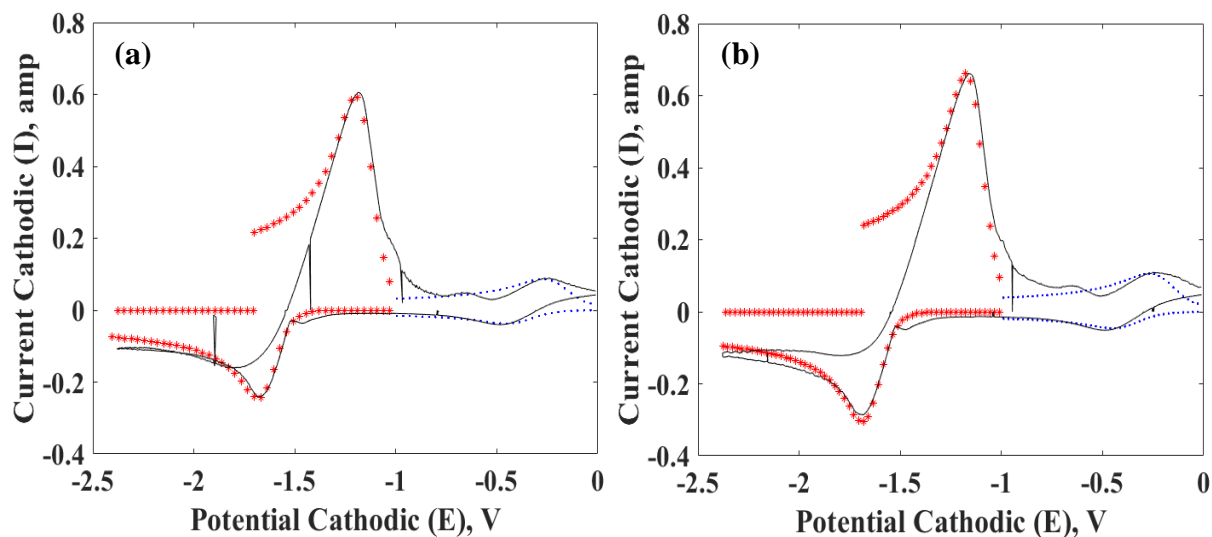 (a)
Current Cathodic (I), amp
0.8
0.6
0.4
0.2
0
-0.2
-0.4
-2.5 -2 -1.5 -1 -0.5 0
Potential Cathodic (E), V
(b)
Current Cathodic (I), amp
0.8
0.6
0.4
0.2
0
-0.2
-0.4
-2.5 -2 -1.5 -1 -0.5 0
Potential Cathodic (E), V